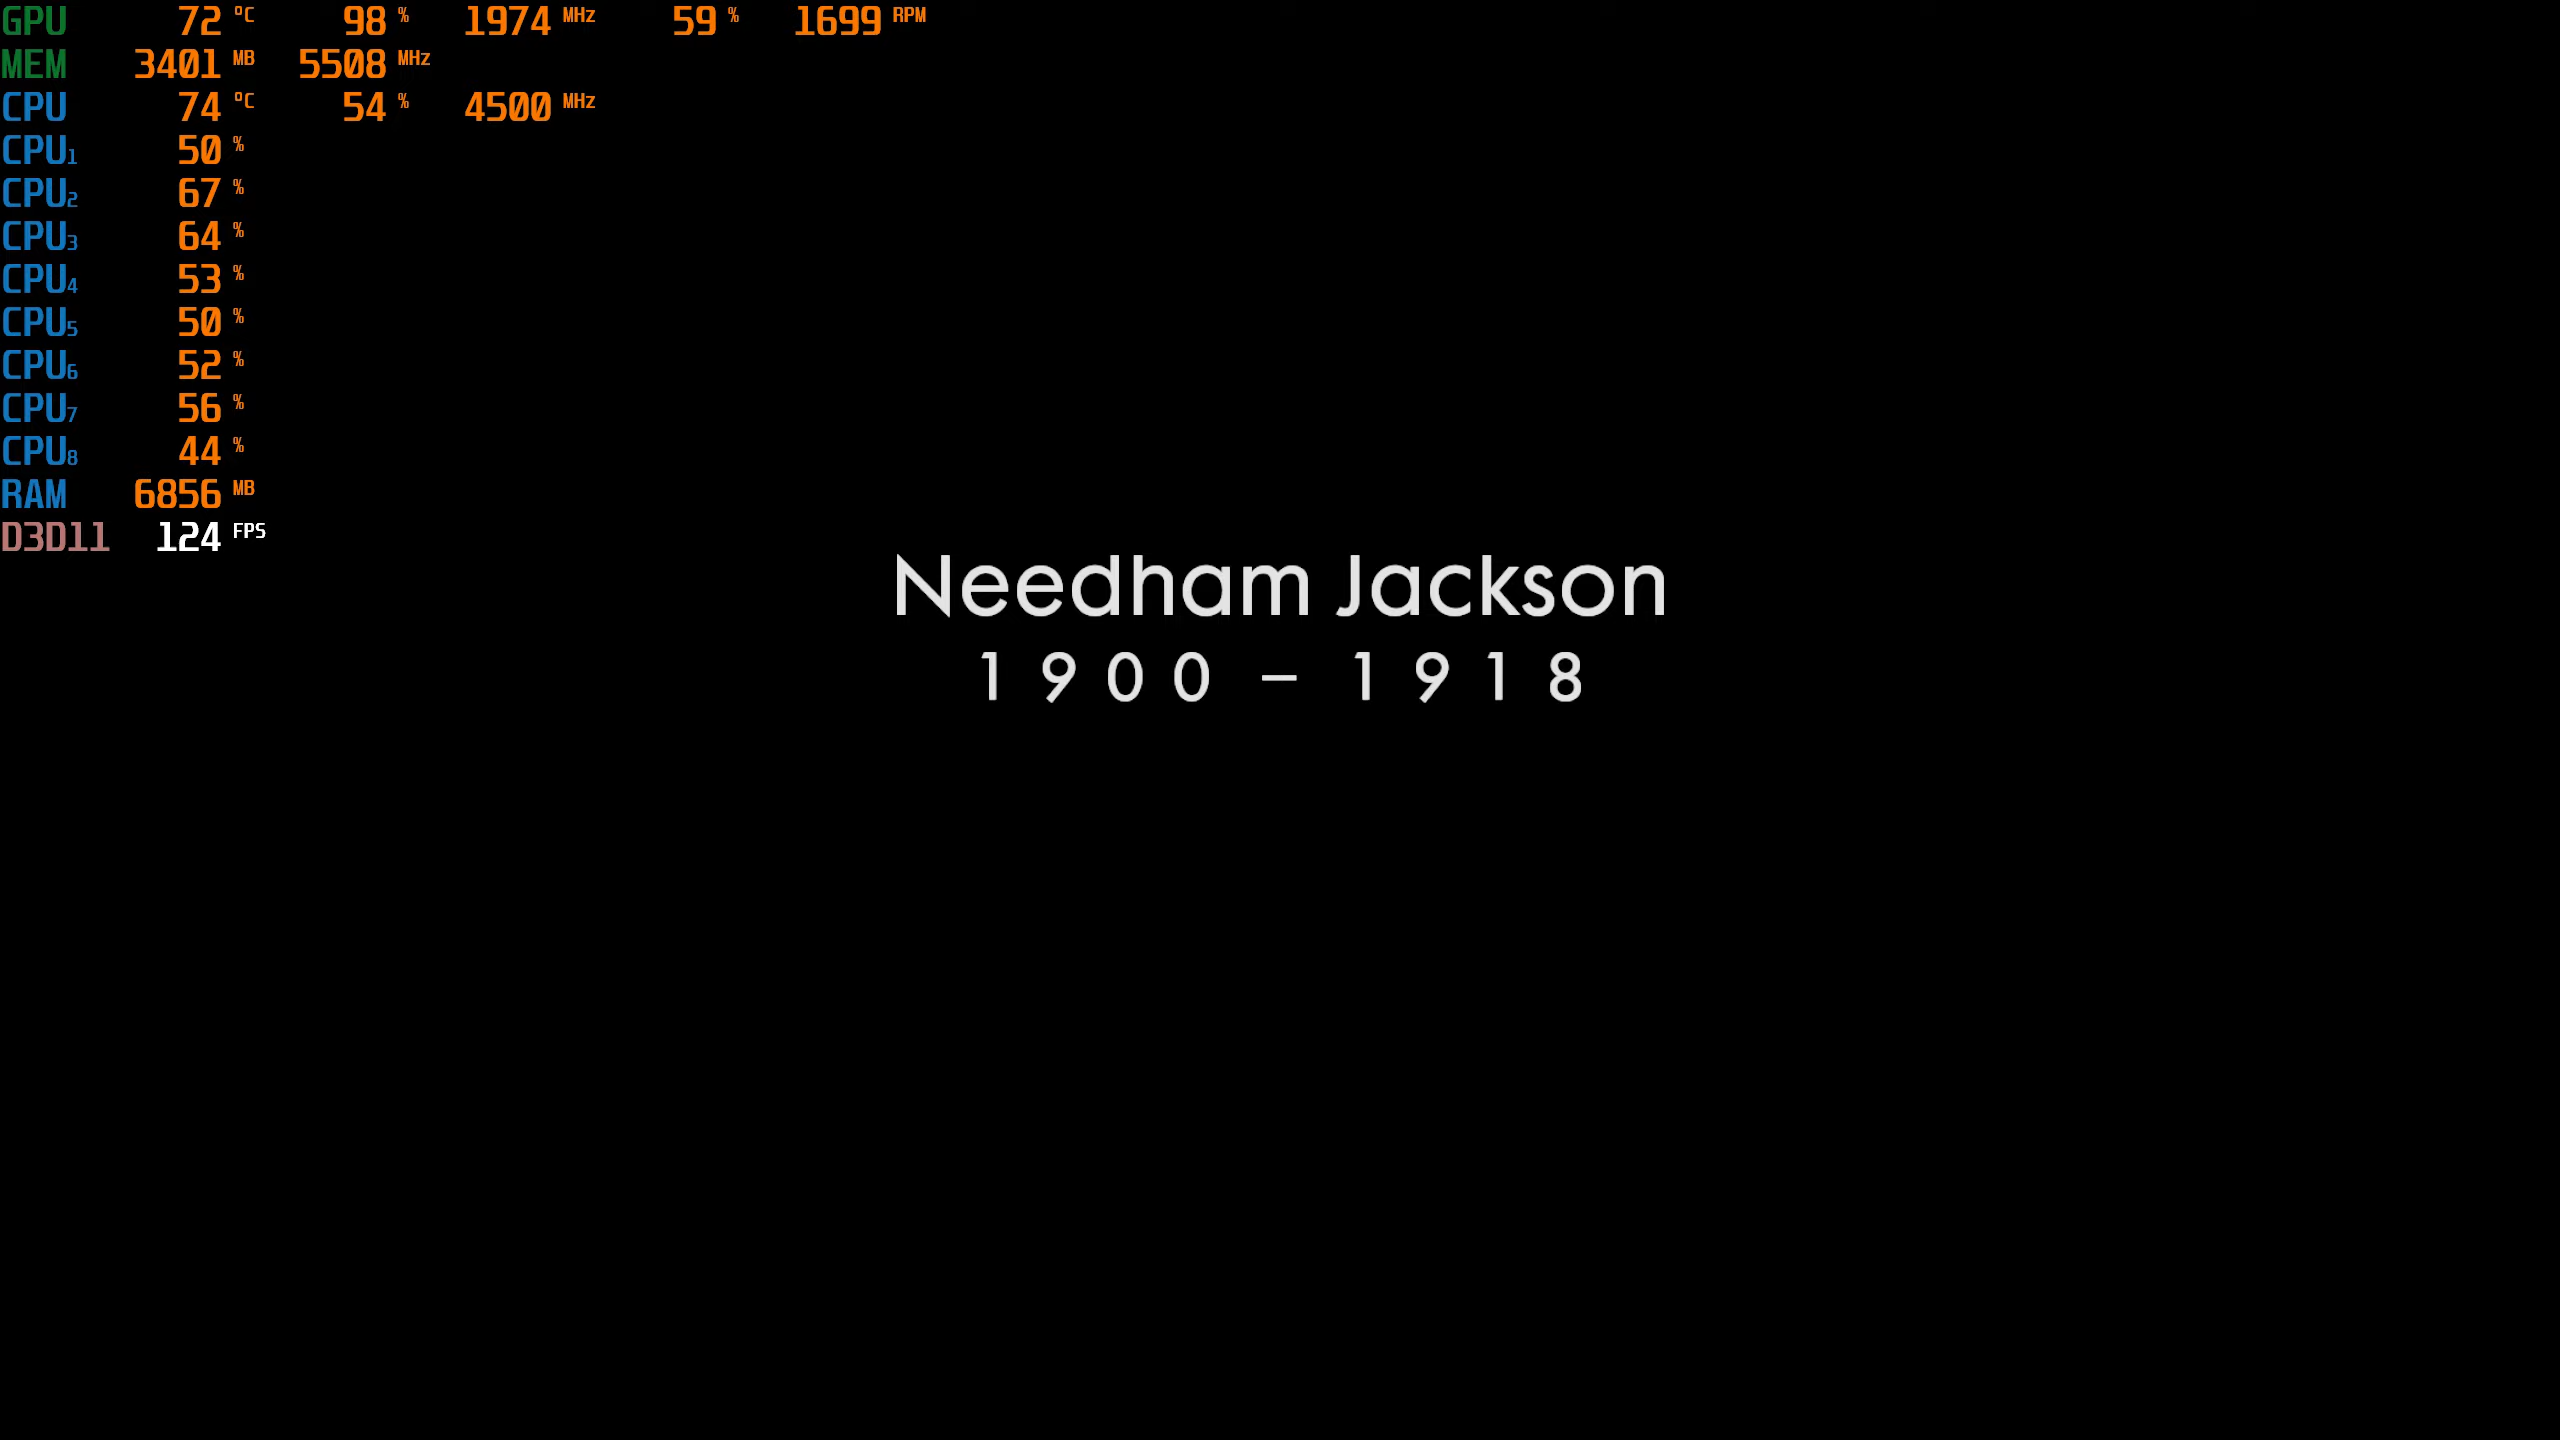 GPU 72 °C 98 % 1974 MHz 59 % 1699 RPM
MEM 3401 MB 5508 MHz
CPU 74 °C 54 % 4500 MHz
CPU1 50 %
CPU2 67 %
CPU3 64 %
CPU4 53 %
CPU5 50 %
CPU6 52 %
CPU7 56 %
CPU8 44 %
RAM 6856 MB
D3D11 124 FPS
Needham Jackson
1900 – 1918